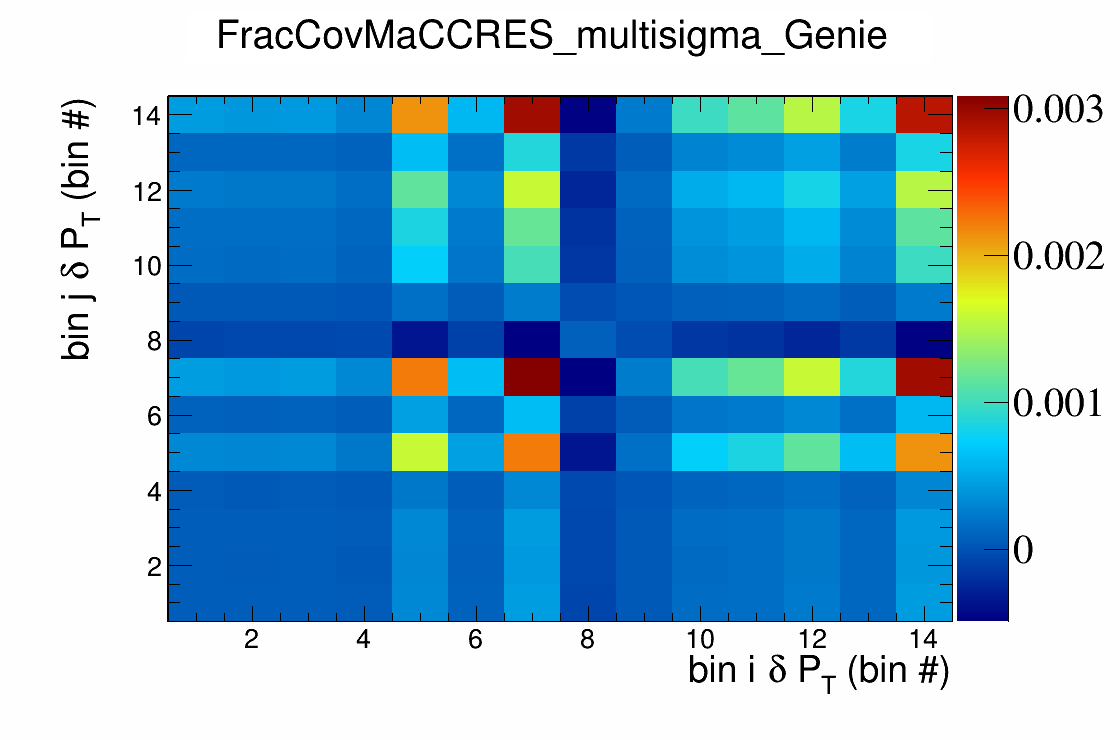 FracCovMaCCRES_multisigma_Genie
bin j δ P_T (bin #)
14
12
10
8
6
4
2
2 4 6 8 10 12 14
bin i δ P_T (bin #)
0.003
0.002
0.001
0